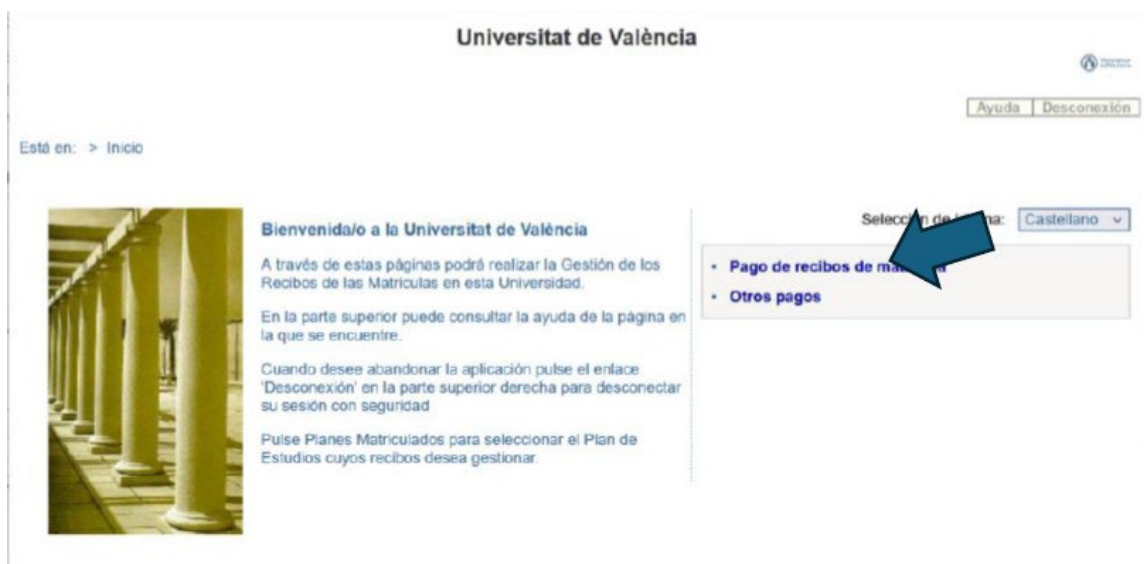 Universitat de València
Ayuda Desconexión
Está en: > Inicio
Bienvenida/o a la Universitat de València
A través de estas páginas podrá realizar la Gestión de los
Recibos de las Matriculas en esta Universidad.
En la parte superior puede consultar la ayuda de la página en
la que se encuentre.
Cuando desee abandonar la aplicación pulse el enlace
'Desconexión' en la parte superior derecha para desconectar
su sesión con seguridad
Pulse Planes Matriculados para seleccionar el Plan de
Estudios cuyos recibos desea gestionar.
Selección de Castellano
• Pago de recibos de
• Otros pagos